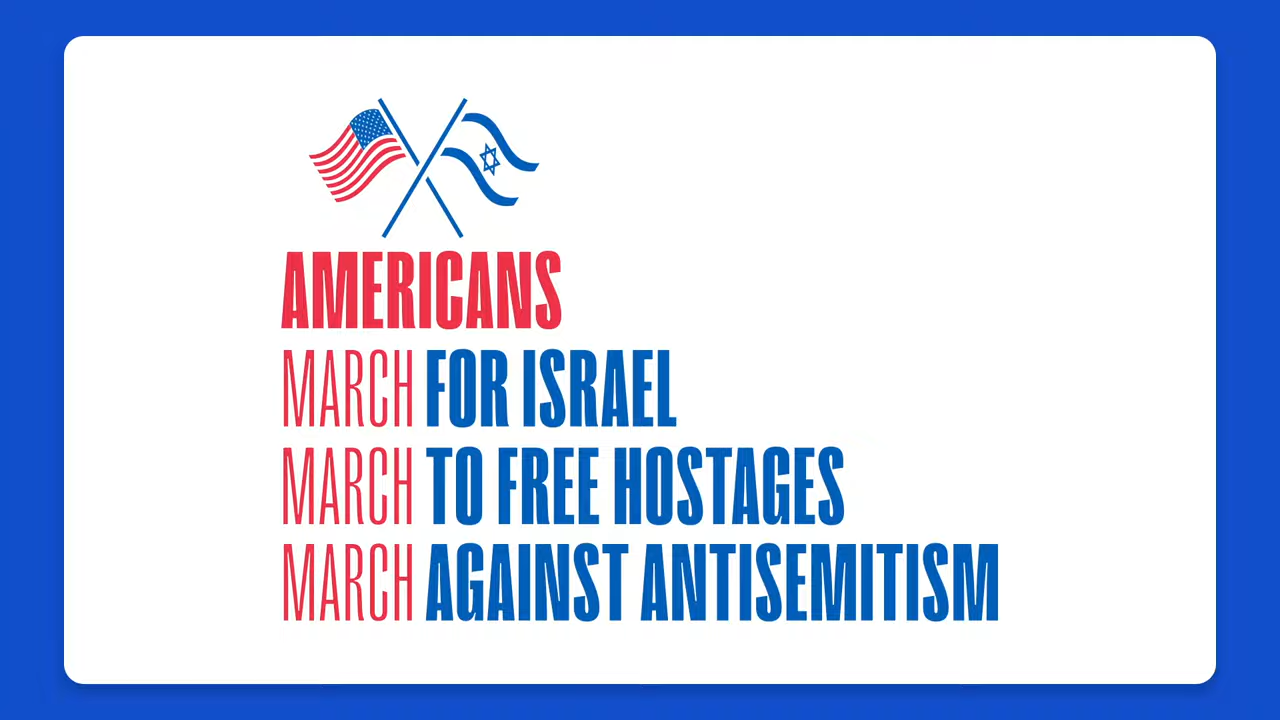 AMERICANS
MARCH FOR ISRAEL
MARCH TO FREE HOSTAGES
MARCH AGAINST ANTISEMITISM